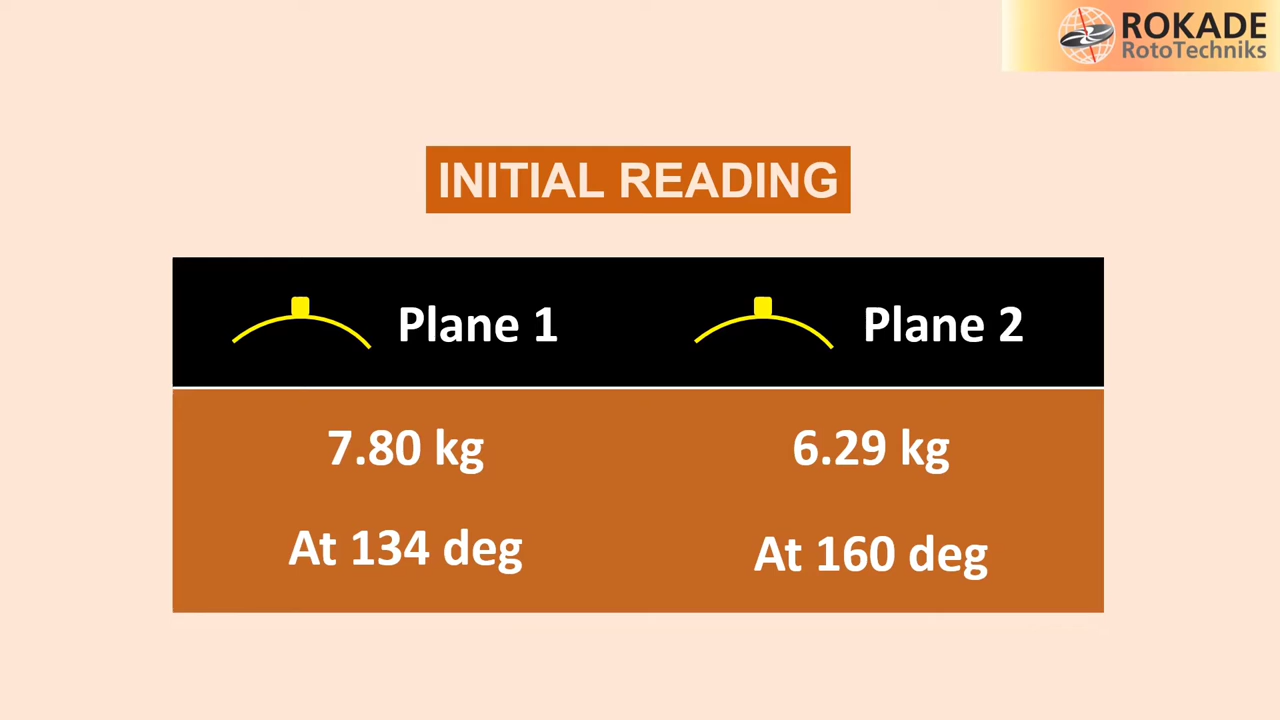 ROKADE
RotoTechniks
INITIAL READING
Plane 1 Plane 2
7.80 kg 6.29 kg
At 134 deg At 160 deg